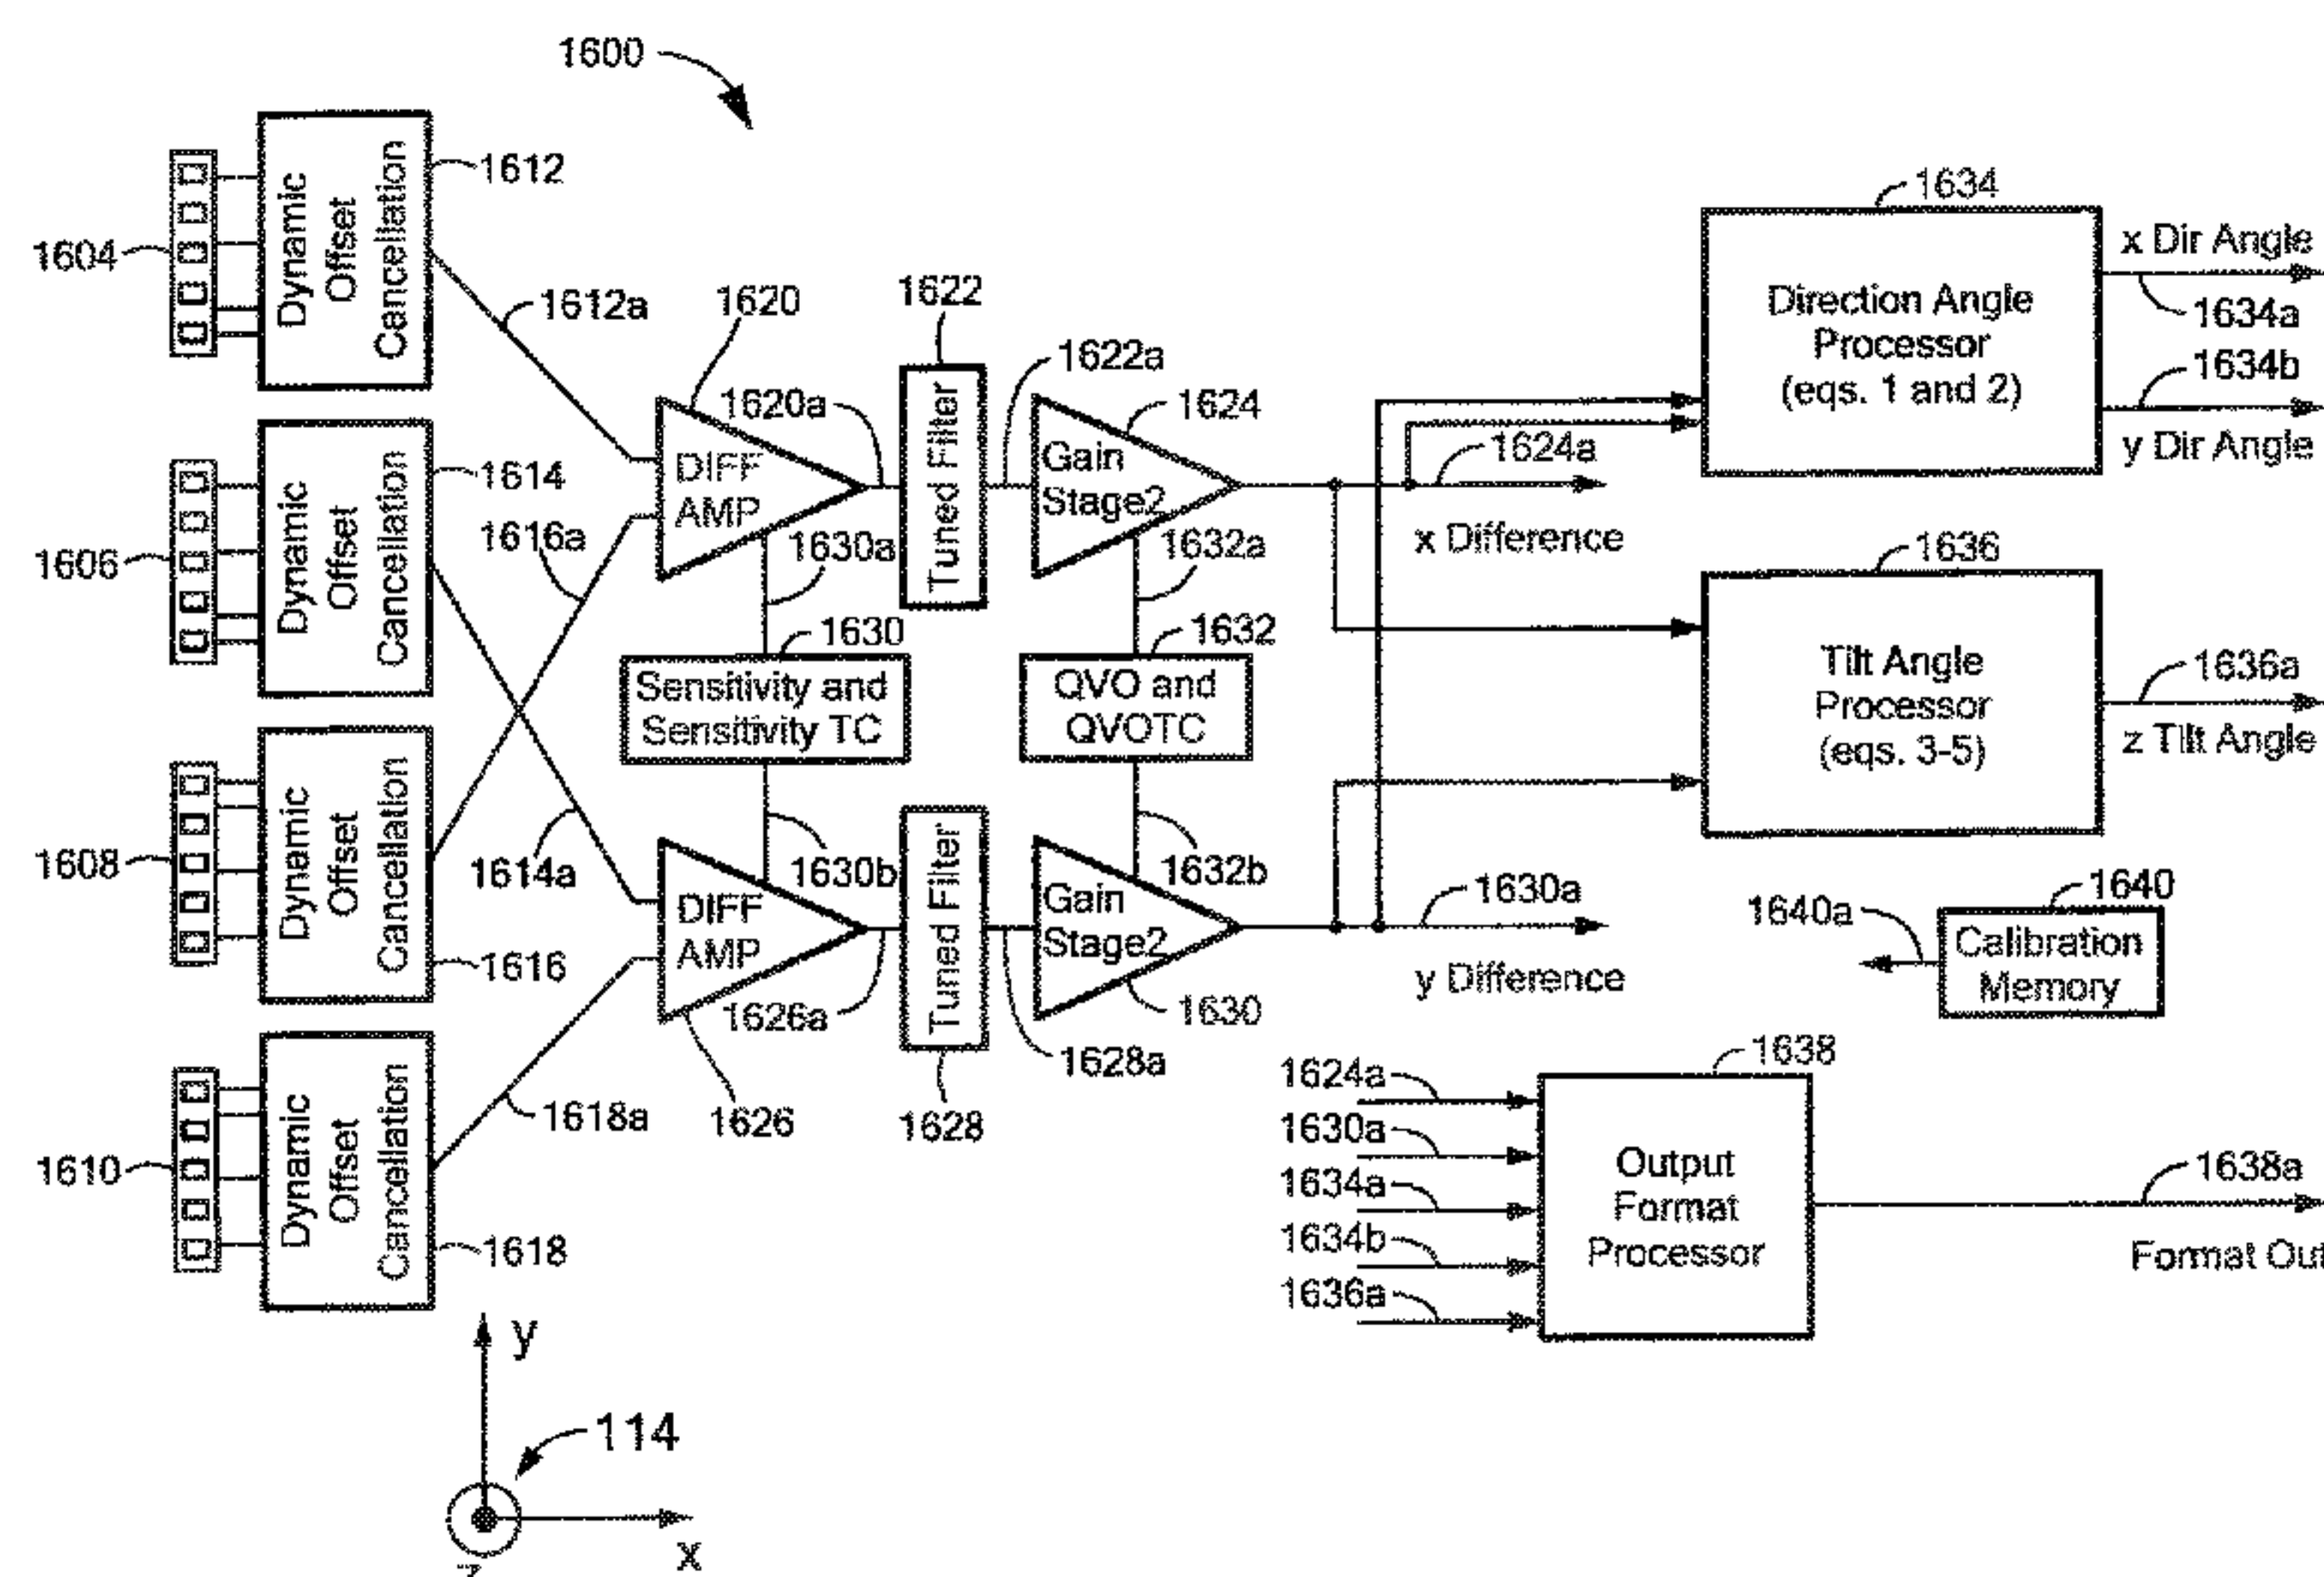 1600
1604
Dynamic
Offset
Cancellation
1612
1612a
1606
Dynamic
Offset
Cancellation
1614
1616a
1614a
1608
Dynamic
Offset
Cancellation
1616
1610
Dynamic
Offset
Cancellation
1618
1618a
1620
DIFF
AMP
1620a
1622
Tuned Filter
1622a
1624
Gain
Stage2
1624a
x Difference
1630a
1630
Sensitivity and
Sensitivity TC
1630b
1632a
1632
QVO and
QVOTC
1632b
DIFF
AMP
1626a
1626
Tuned Filter
1628
1628a
Gain
Stage2
1630
1630a
y Difference
1634
Direction Angle
Processor
(eqs. 1 and 2)
x Dir Angle
1634a
1634b
y Dir Angle
1636
Tilt Angle
Processor
(eqs. 3-5)
1636a
z Tilt Angle
1640a
1640
Calibration
Memory
1624a
1630a
1634a
1634b
1636a
1638
Output
Format
Processor
1638a
Format Out
y
114
x